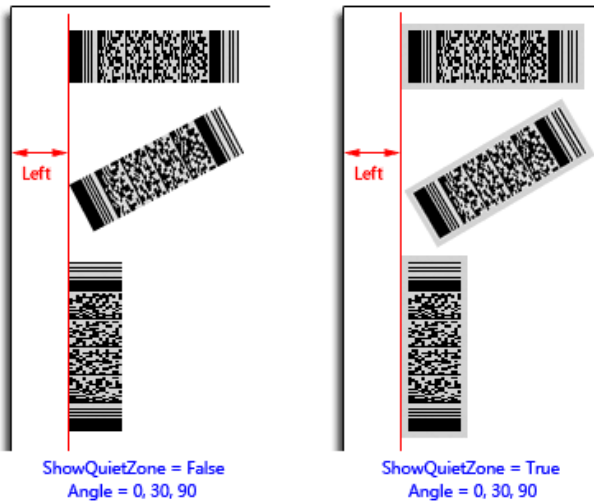 Left
Left
ShowQuietZone = False
Angle = 0, 30, 90
ShowQuietZone = True
Angle = 0, 30, 90